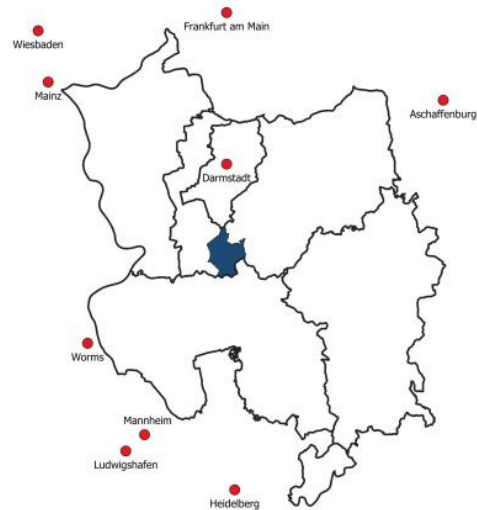 Frankfurt am Main
Wiesbaden
Mainz
Aschaffenburg
Darmstadt
Worms
Mannheim
Ludwigshafen
Heidelberg